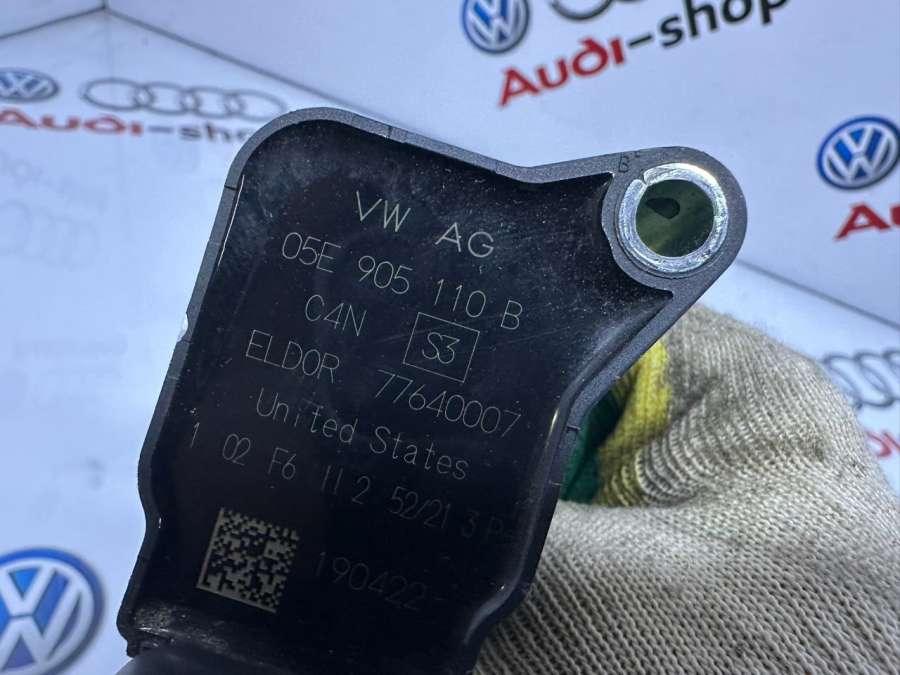 Audi-shop
Audi-shop
VW AG
05E 905 110 B
C4N S3
ELDOR 77640007
United States
1 02 F6 112 52/21 3
190422
B